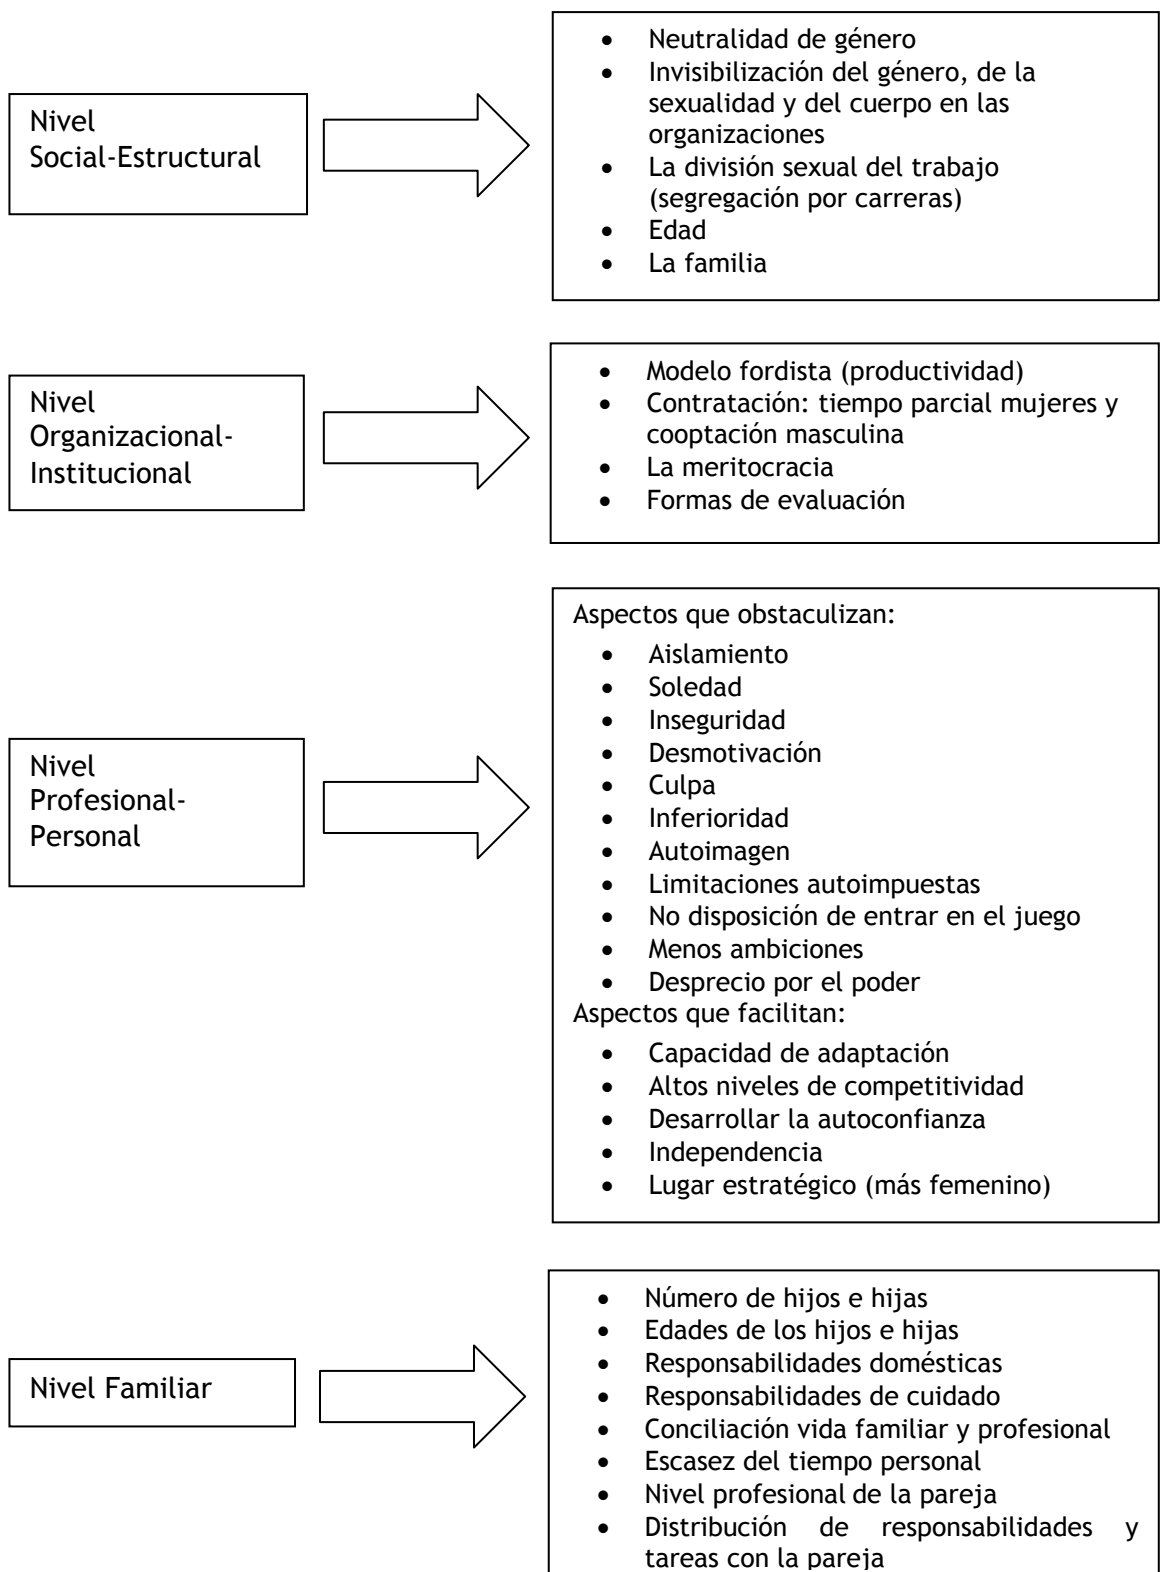 Nivel
Social-Estructural
• Neutralidad de género
• Invisibilización del género, de la
sexualidad y del cuerpo en las
organizaciones
• La división sexual del trabajo
(segregación por carreras)
• Edad
• La familia
Nivel
Organizacional-
Institucional
• Modelo fordista (productividad)
• Contratación: tiempo parcial mujeres y
cooptación masculina
• La meritocracia
• Formas de evaluación
Nivel
Profesional-
Personal
Aspectos que obstaculizan:
• Aislamiento
• Soledad
• Inseguridad
• Desmotivación
• Culpa
• Inferioridad
• Autoimagen
• Limitaciones autoimpuestas
• No disposición de entrar en el juego
• Menos ambiciones
• Desprecio por el poder
Aspectos que facilitan:
• Capacidad de adaptación
• Altos niveles de competitividad
• Desarrollar la autoconfianza
• Independencia
• Lugar estratégico (más femenino)
Nivel Familiar
• Número de hijos e hijas
• Edades de los hijos e hijas
• Responsabilidades domésticas
• Responsabilidades de cuidado
• Conciliación vida familiar y profesional
• Escasez del tiempo personal
• Nivel profesional de la pareja
• Distribución de responsabilidades y
tareas con la pareja